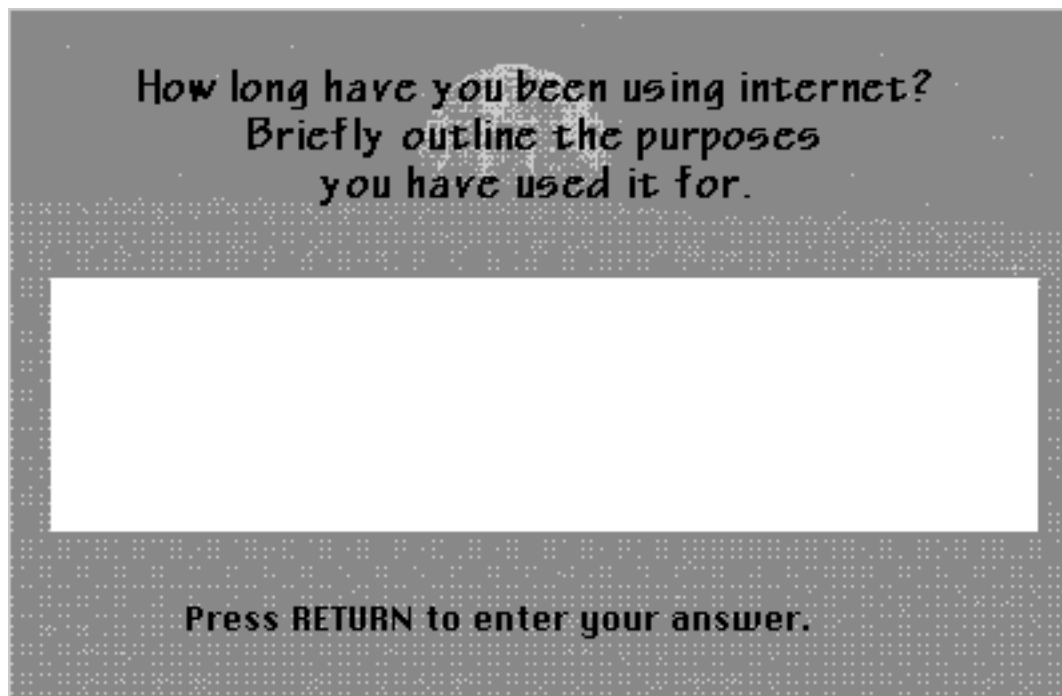 How long have you been using internet?
Briefly outline the purposes
you have used it for.
Press RETURN to enter your answer.